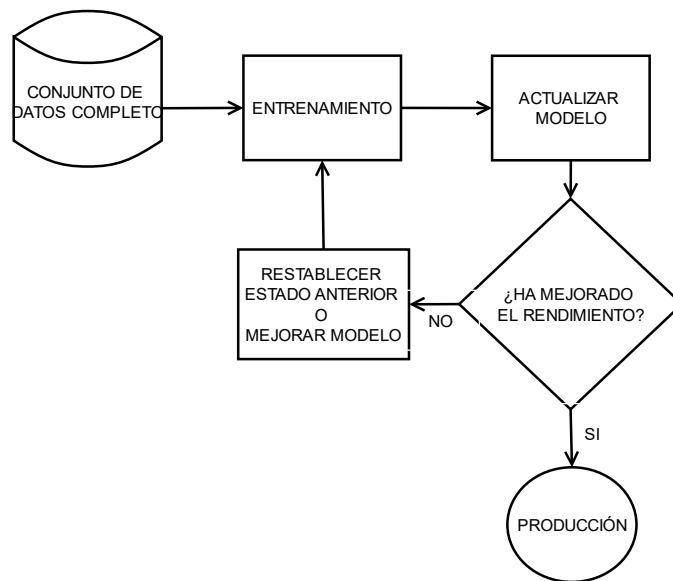 CONJUNTO DE
DATOS COMPLETO
ENTRENAMIENTO
ACTUALIZAR
MODELO
RESTABLECER
ESTADO ANTERIOR
O
MEJORAR MODELO
NO
¿HA MEJORADO
EL RENDIMIENTO?
SI
PRODUCCIÓN